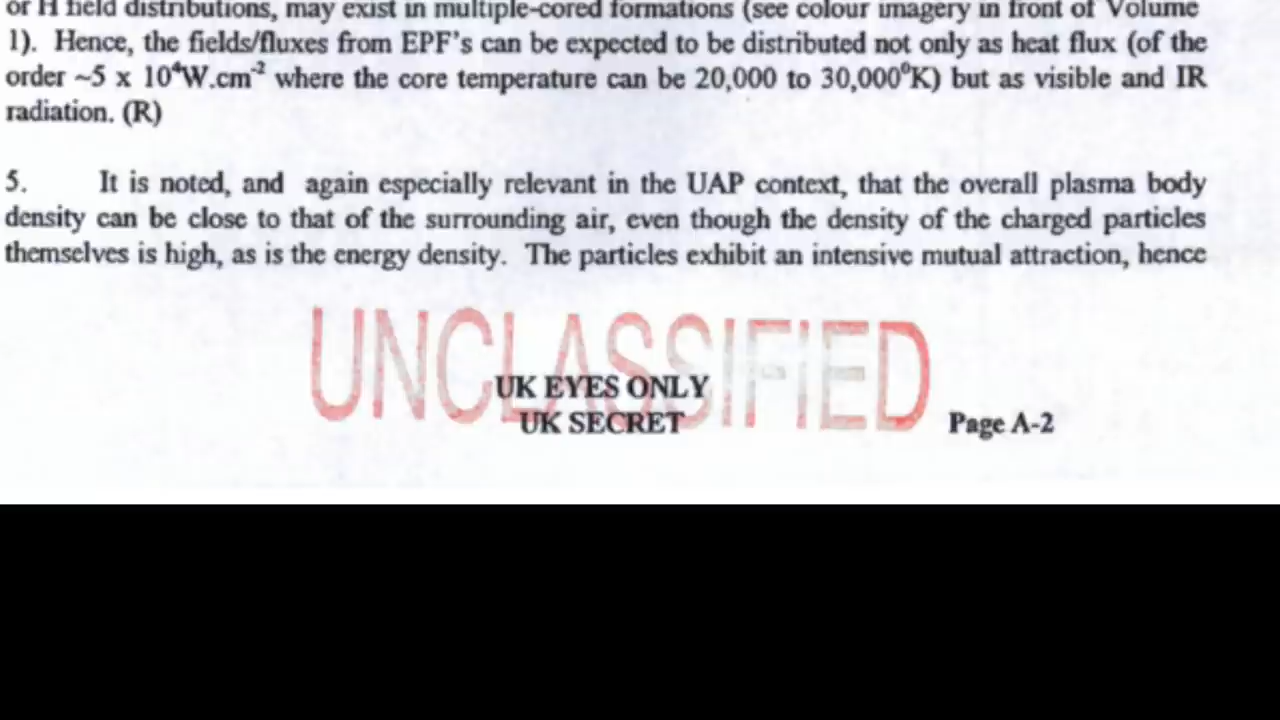 or H field distributions, may exist in multiple-cored formations (see colour imagery in front of Volume
1). Hence, the fields/fluxes from EPF's can be expected to be distributed not only as heat flux (of the
order ~5 x 10⁴W.cm⁻² where the core temperature can be 20,000 to 30,000⁰K) but as visible and IR
radiation. (R)
5. It is noted, and again especially relevant in the UAP context, that the overall plasma body
density can be close to that of the surrounding air, even though the density of the charged particles
themselves is high, as is the energy density. The particles exhibit an intensive mutual attraction, hence
UNCLASSIFIED
UK EYES ONLY
UK SECRET
Page A-2